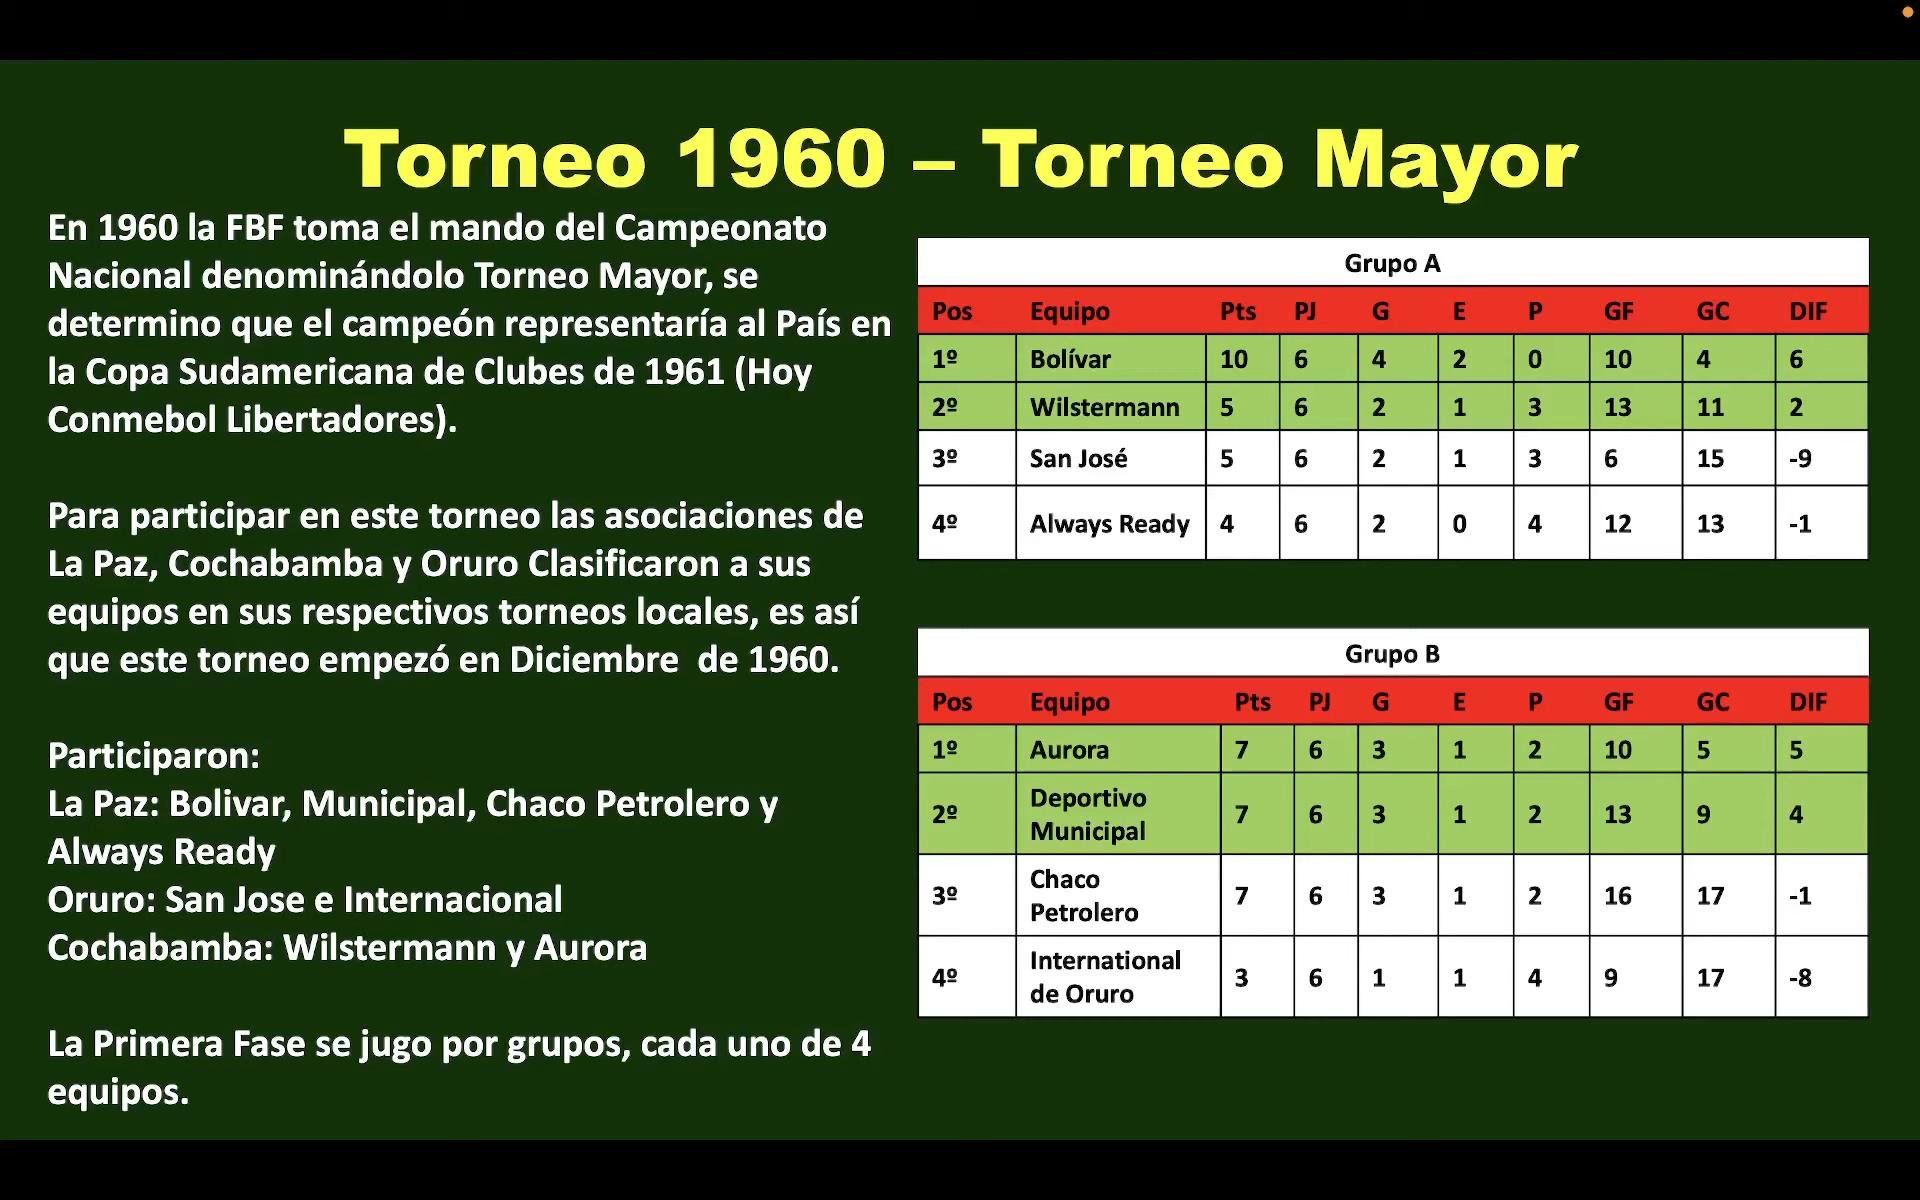 Torneo 1960 – Torneo Mayor
En 1960 la FBF toma el mando del Campeonato
Nacional denominándolo Torneo Mayor, se
determino que el campeón representaría al País en
la Copa Sudamericana de Clubes de 1961 (Hoy
Conmebol Libertadores).
Para participar en este torneo las asociaciones de
La Paz, Cochabamba y Oruro Clasificaron a sus
equipos en sus respectivos torneos locales, es así
que este torneo empezó en Diciembre  de 1960.
Participaron:
La Paz: Bolivar, Municipal, Chaco Petrolero y
Always Ready
Oruro: San Jose e Internacional
Cochabamba: Wilstermann y Aurora
La Primera Fase se jugo por grupos, cada uno de 4
equipos.
Grupo A
Pos Equipo Pts PJ G E P GF GC DIF
1º Bolívar 10 6 4 2 0 10 4 6
2º Wilstermann 5 6 2 1 3 13 11 2
3º San José 5 6 2 1 3 6 15 -9
4º Always Ready 4 6 2 0 4 12 13 -1
Grupo B
Pos Equipo Pts PJ G E P GF GC DIF
1º Aurora 7 6 3 1 2 10 5 5
2º Deportivo
Municipal 7 6 3 1 2 13 9 4
3º Chaco
Petrolero 7 6 3 1 2 16 17 -1
4º International
de Oruro 3 6 1 1 4 9 17 -8